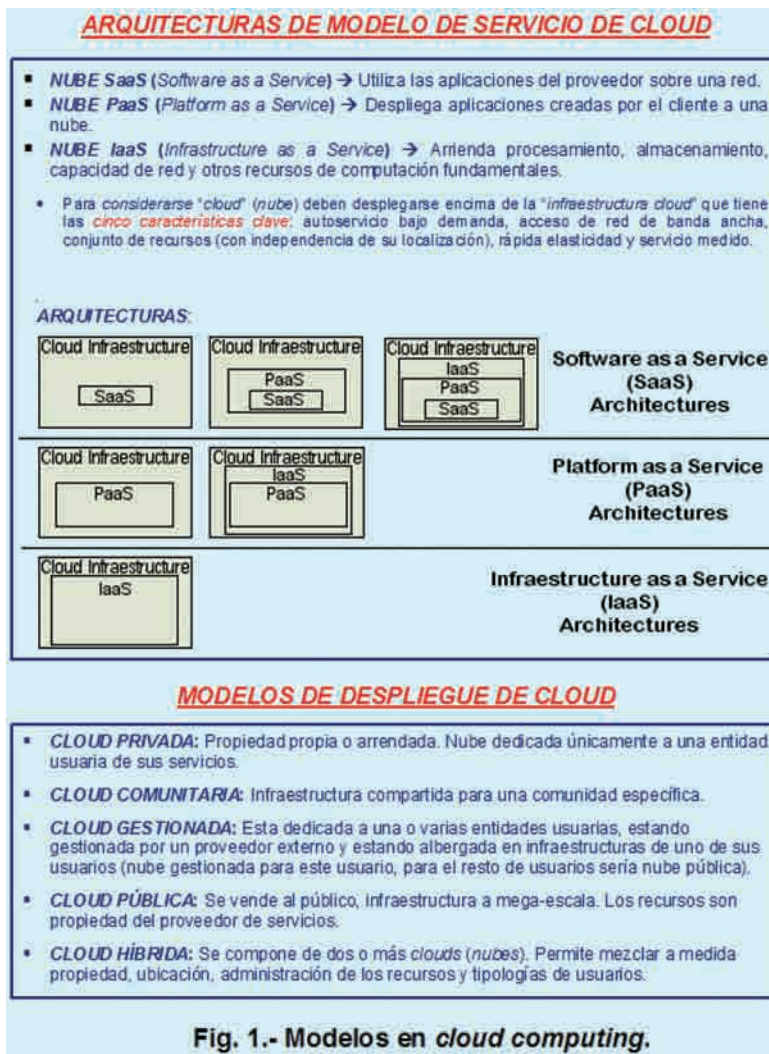 ARQUITECTURAS DE MODELO DE SERVICIO DE CLOUD
▪ NUBE SaaS (Software as a Service) → Utiliza las aplicaciones del proveedor sobre una red.
▪ NUBE PaaS (Platform as a Service) → Despliega aplicaciones creadas por el cliente a una
nube.
▪ NUBE IaaS (Infrastructure as a Service) → Arrienda procesamiento, almacenamiento,
capacidad de red y otros recursos de computación fundamentales.
• Para considerarse "cloud" (nube) deben desplegarse encima de la "infraestructura cloud" que tiene
las cinco características clave: autoservicio bajo demanda, acceso de red de banda ancha,
conjunto de recursos (con independencia de su localización), rápida elasticidad y servicio medido.
ARQUITECTURAS:
Cloud Infraestructure
SaaS
Cloud Infraestructure
PaaS
SaaS
Cloud Infraestructure
IaaS
PaaS
SaaS
Software as a Service
(SaaS)
Architectures
Cloud Infraestructure
PaaS
Cloud Infraestructure
IaaS
PaaS
Platform as a Service
(PaaS)
Architectures
Cloud Infraestructure
IaaS
Infraestructure as a Service
(IaaS)
Architectures
MODELOS DE DESPLIEGUE DE CLOUD
▪ CLOUD PRIVADA: Propiedad propia o arrendada. Nube dedicada únicamente a una entidad
usuaria de sus servicios.
▪ CLOUD COMUNITARIA: Infraestructura compartida para una comunidad específica.
▪ CLOUD GESTIONADA: Esta dedicada a una o varias entidades usuarias, estando
gestionada por un proveedor externo y estando albergada en infraestructuras de uno de sus
usuarios (nube gestionada para este usuario, para el resto de usuarios sería nube pública).
▪ CLOUD PÚBLICA: Se vende al público, infraestructura a mega-escala. Los recursos son
propiedad del proveedor de servicios.
▪ CLOUD HÍBRIDA: Se compone de dos o más clouds (nubes). Permite mezclar a medida
propiedad, ubicación, administración de los recursos y tipologías de usuarios.
Fig. 1.- Modelos en cloud computing.